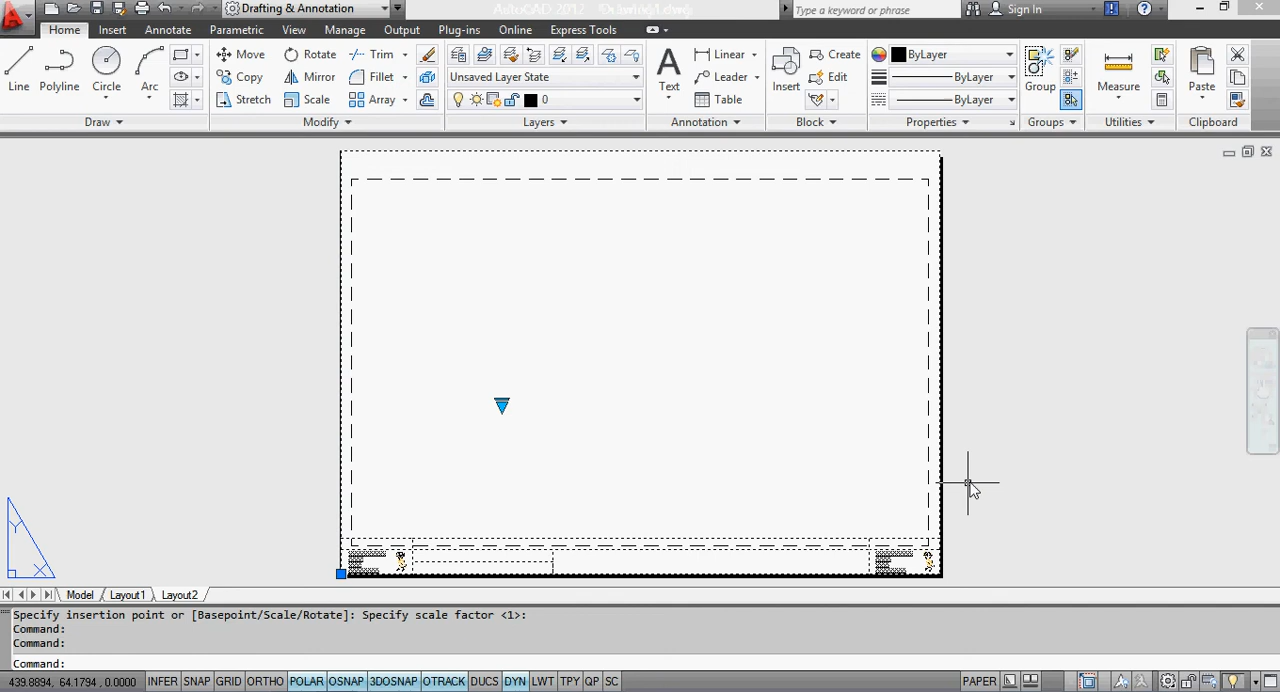 Drafting & Annotation
AutoCAD 2012 Drawing1.dwg
Type a keyword or phrase
Sign In
Home Insert Annotate Parametric View Manage Output Plug-ins Online Express Tools
Line Polyline Circle Arc
Draw
Move Rotate Trim
Copy Mirror Fillet
Stretch Scale Array
Modify
Unsaved Layer State
0
Layers
Text
Linear
Leader
Table
Annotation
Insert
Create
Edit
Block
ByLayer
ByLayer
ByLayer
Properties
Group
Groups
Measure
Utilities
Paste
Clipboard
Y
X
Model Layout1 Layout2
Specify insertion point or [Basepoint/Scale/Rotate]: Specify scale factor <1>:
Command:
Command:
Command:
439.8894, 64.1794, 0.0000 INFER SNAP GRID ORTHO POLAR OSNAP 3DOSNAP OTRACK DUCS DYN LWT TPY QP SC PAPER